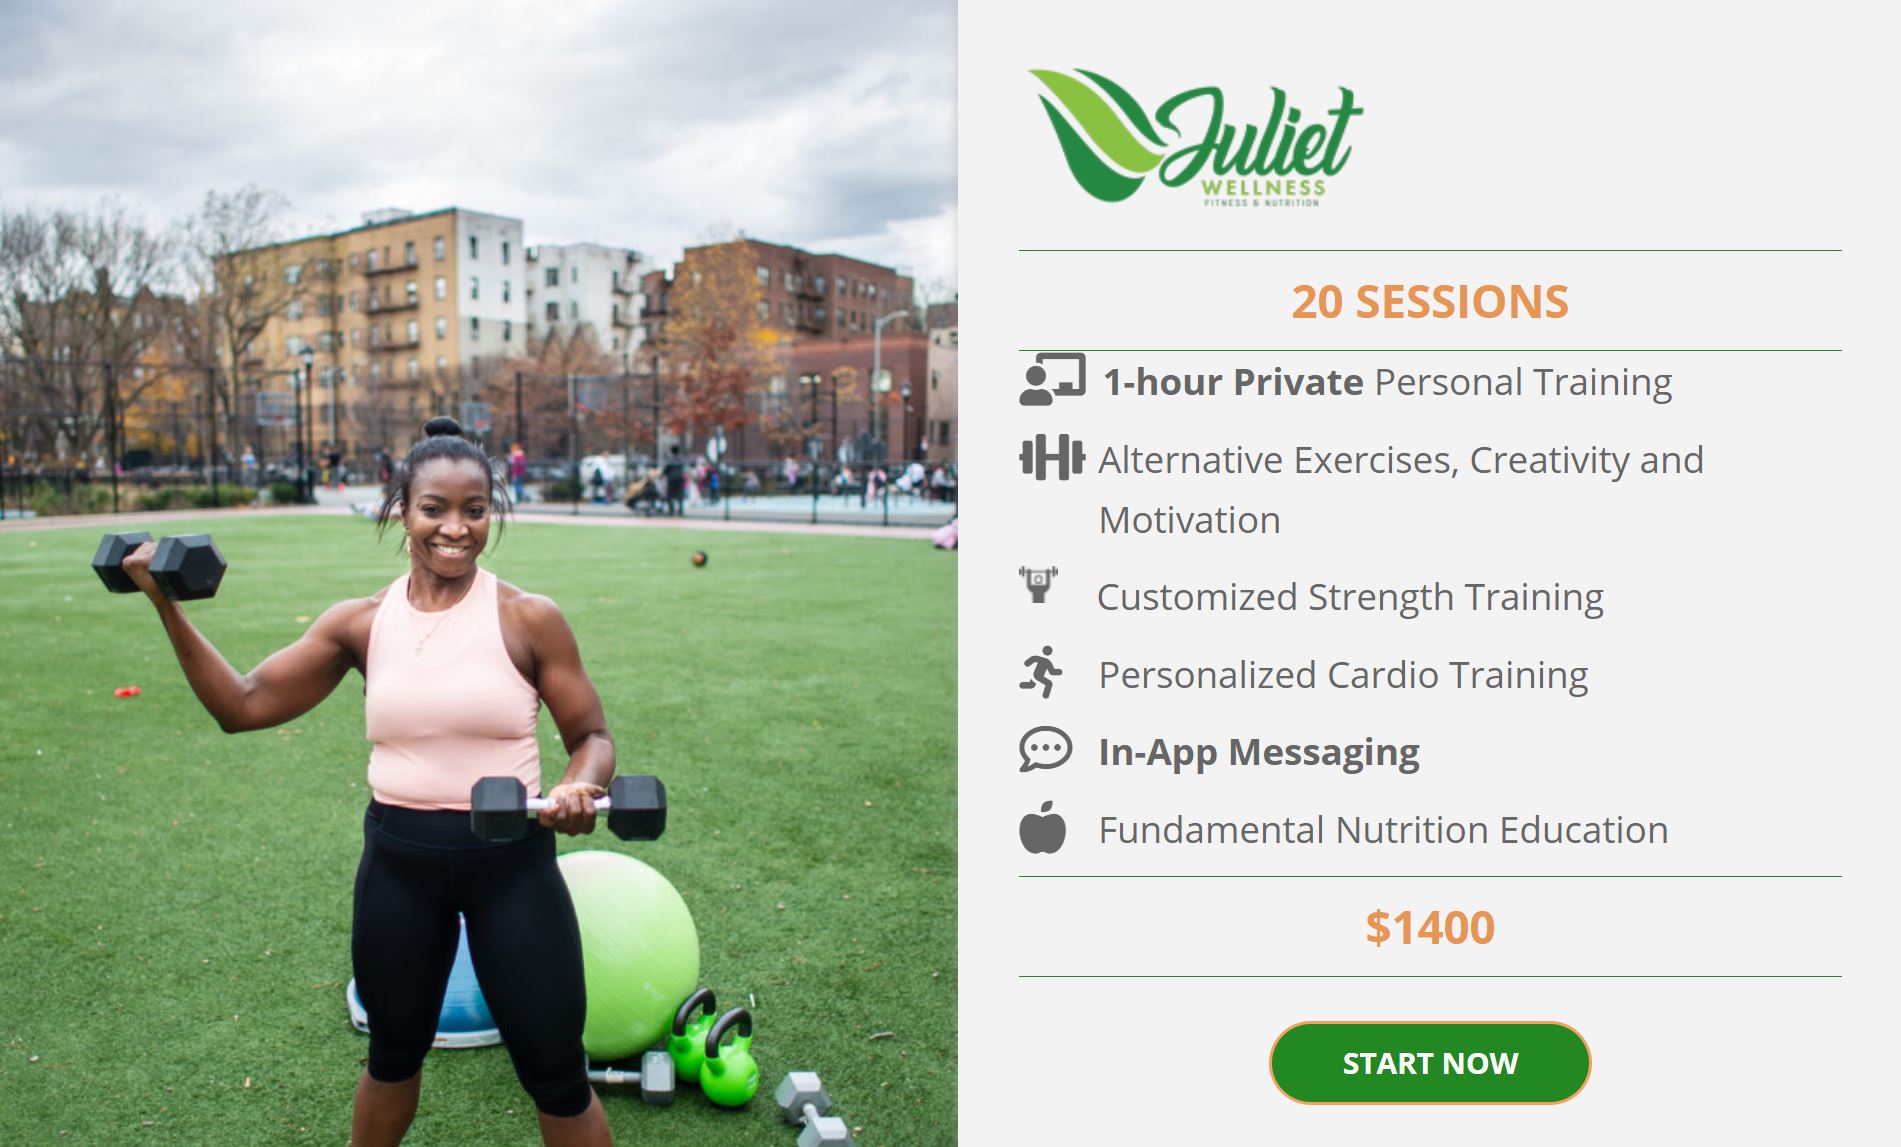 Juliet
WELLNESS
FITNESS & NUTRITION
20 SESSIONS
1-hour Private Personal Training
Alternative Exercises, Creativity and
Motivation
Customized Strength Training
Personalized Cardio Training
In-App Messaging
Fundamental Nutrition Education
$1400
START NOW